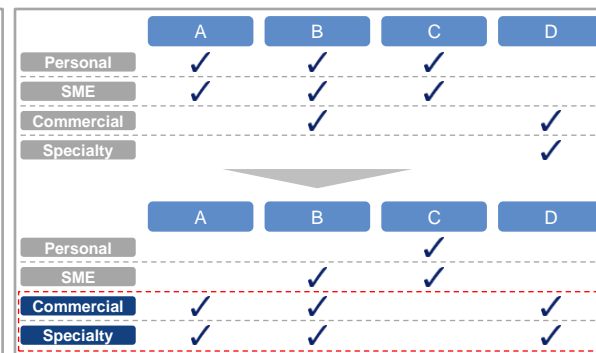 A B C D
Personal ✓ ✓ ✓
SME ✓ ✓ ✓
Commercial ✓ ✓
Specialty ✓
A B C D
Personal ✓
SME ✓ ✓
Commercial ✓ ✓ ✓
Specialty ✓ ✓ ✓